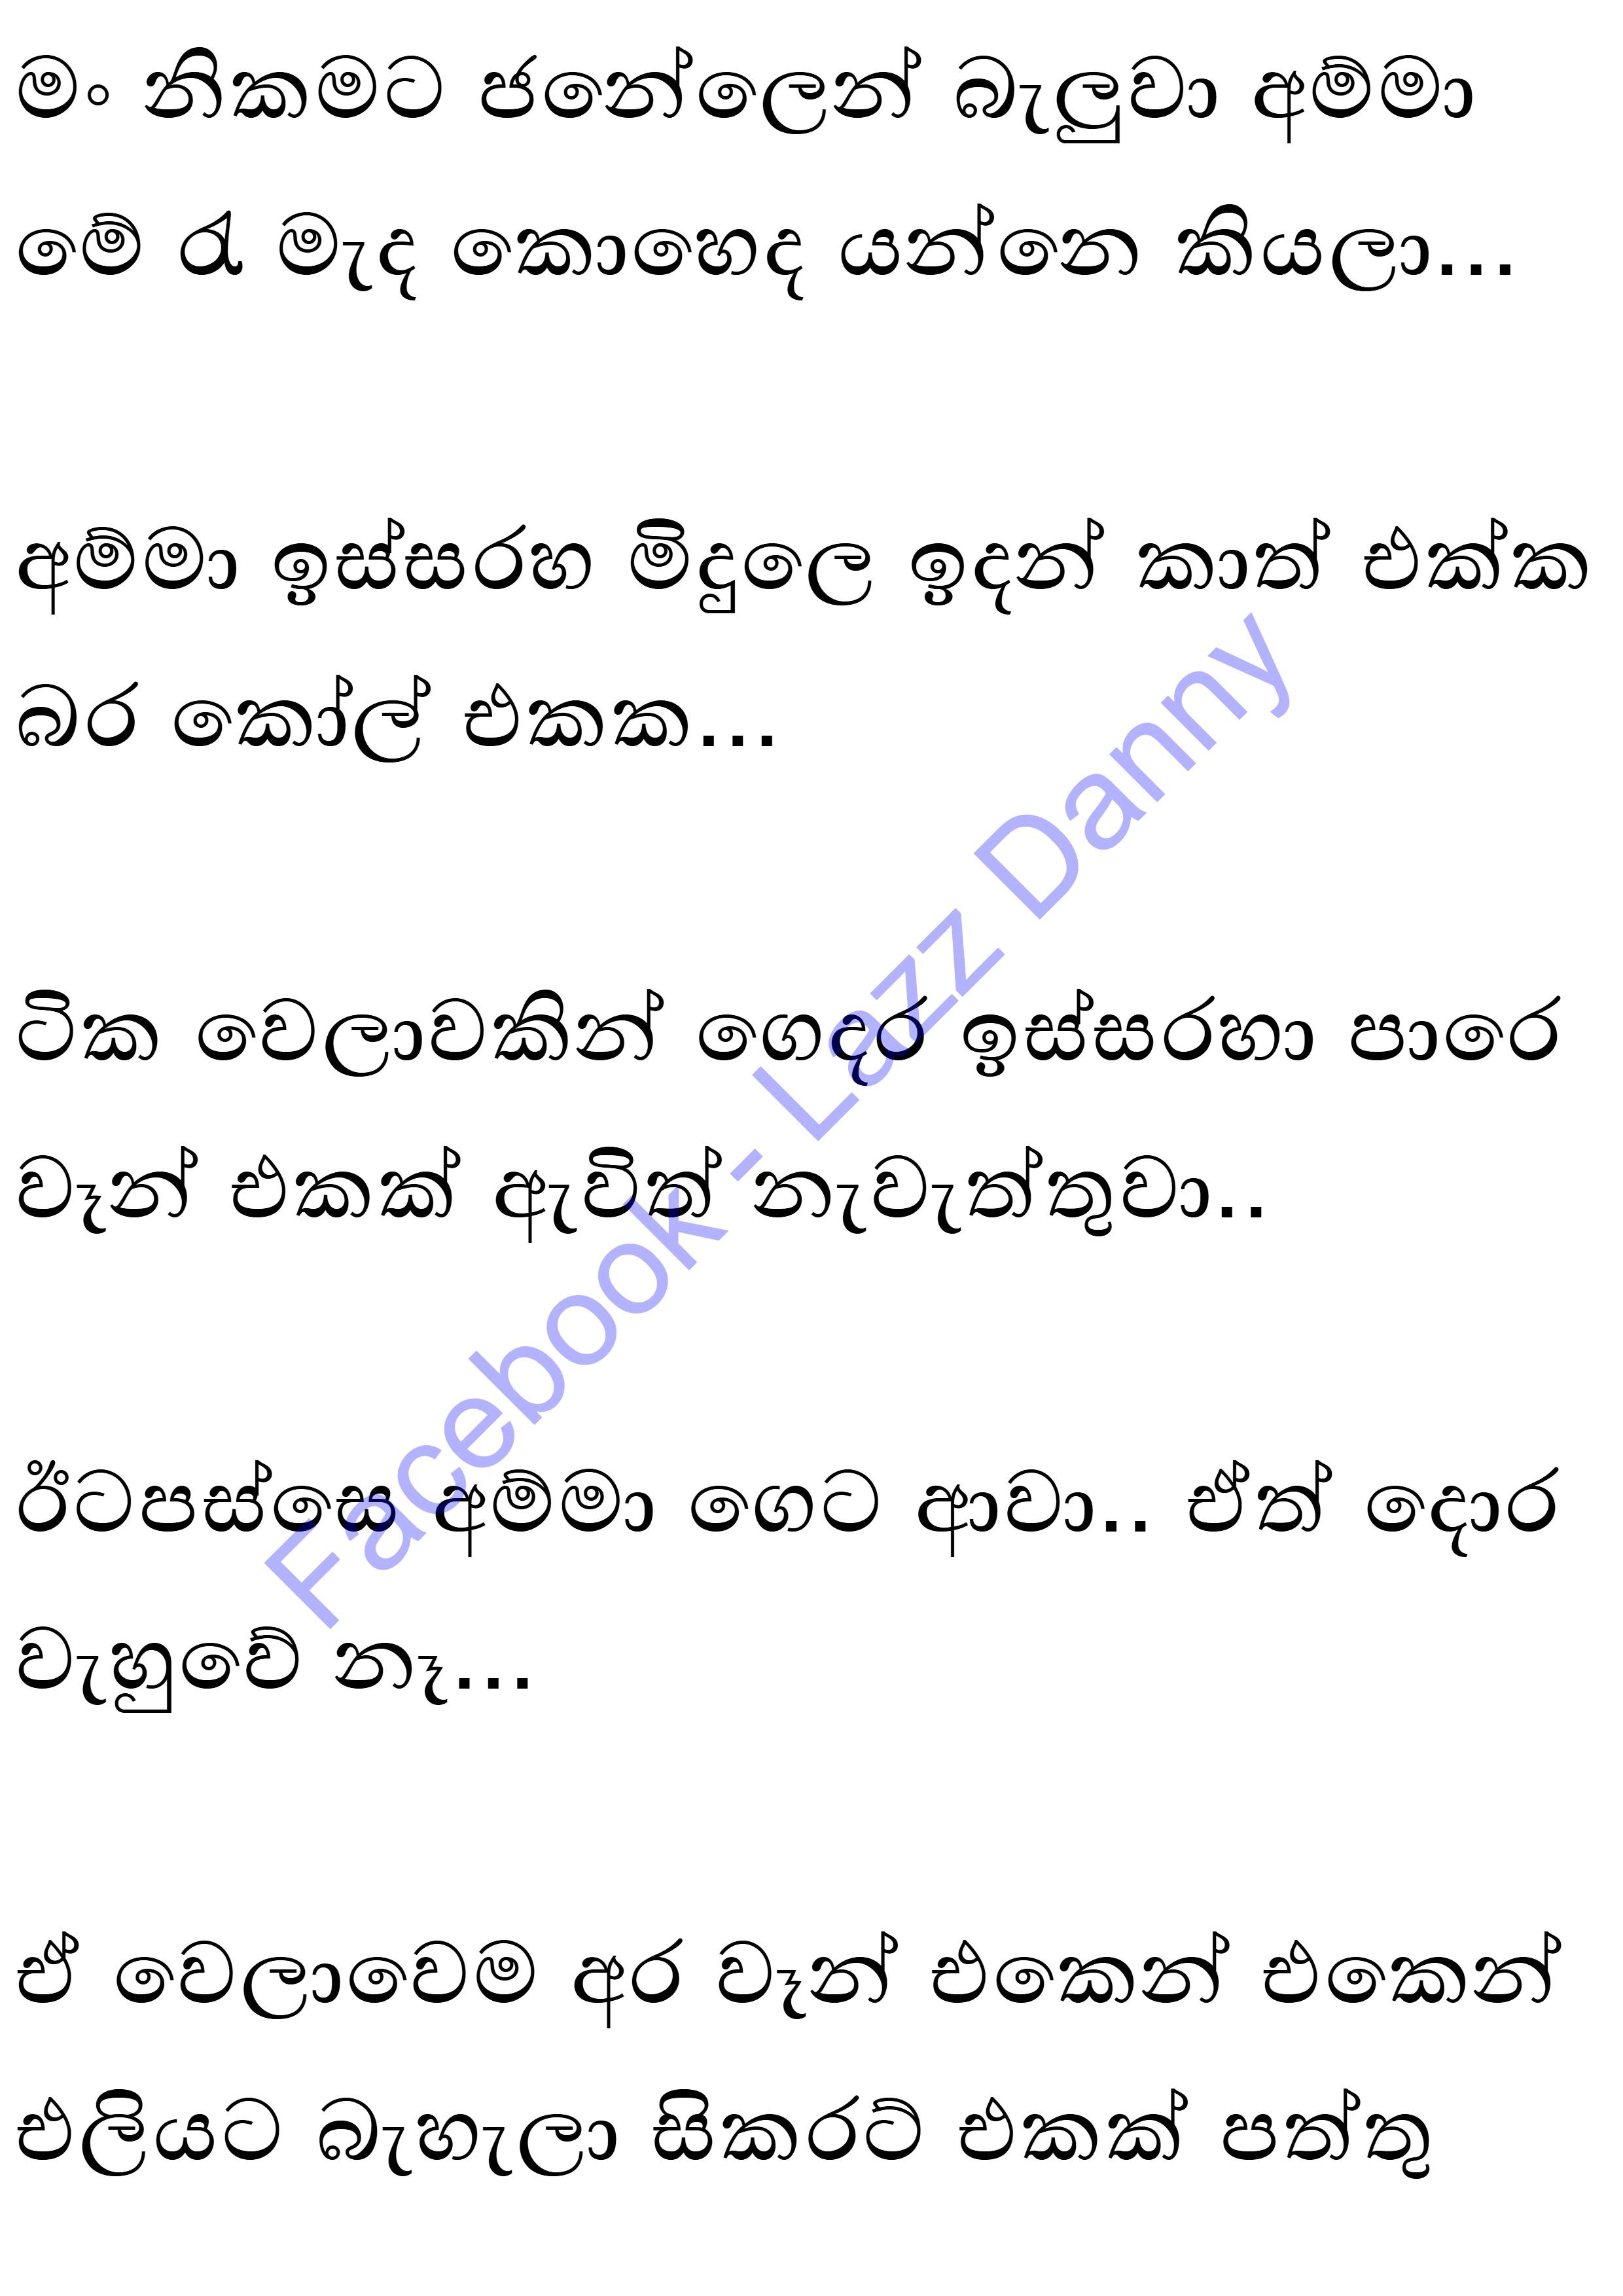 මං නිකමට ජනේලෙන් බැලුවා අම්මා
මේ රෑ මැද කොහෙද යන්නෙ කියලා...
අම්මා ඉස්සරහ මිදුලෙ ඉදන් කාත් එක්ක
බර කෝල් එකක...
ටික වෙලාවකින් ගෙදර ඉස්සරහා පාරෙ
වෑන් එකක් ඇවිත් නැවැත්තුවා..
ඊටපස්සෙ අම්මා ගෙට ආවා.. ඒත් දොර
වැහුවේ නෑ...
ඒ වෙලාවෙම අර වෑන් එකෙන් එකෙන්
එලියට බැහැලා සිකරට් එකක් පත්තු
Facebook - Lazz Danny